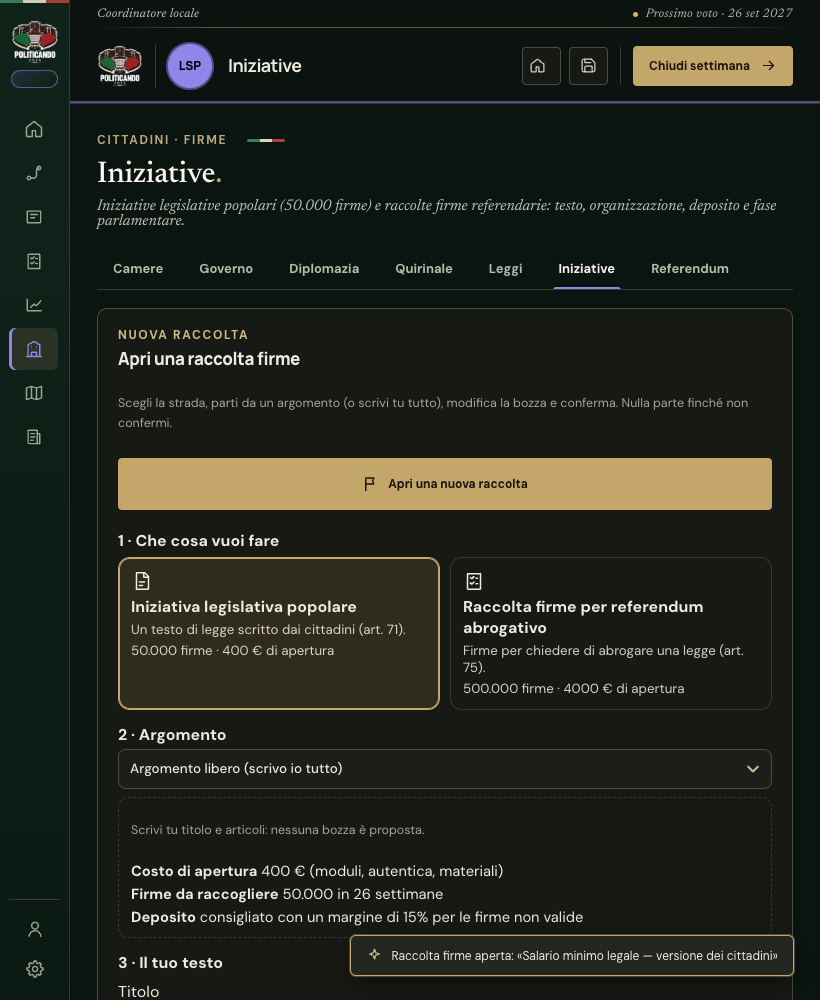 Coordinatore locale
Prossimo voto · 26 set 2027
POLITICANDO
POLITICANDO
LSP
Iniziative
Chiudi settimana
CITTADINI · FIRME
Iniziative.
Iniziative legislative popolari (50.000 firme) e raccolte firme referendarie: testo, organizzazione, deposito e fase
parlamentare.
Camere
Governo
Diplomazia
Quirinale
Leggi
Iniziative
Referendum
NUOVA RACCOLTA
Apri una raccolta firme
Scegli la strada, parti da un argomento (o scrivi tu tutto), modifica la bozza e conferma. Nulla parte finché non
confermi.
Apri una nuova raccolta
1 · Che cosa vuoi fare
Iniziativa legislativa popolare
Un testo di legge scritto dai cittadini (art. 71).
50.000 firme · 400 € di apertura
Raccolta firme per referendum
abrogativo
Firme per chiedere di abrogare una legge (art.
75).
500.000 firme · 4000 € di apertura
2 · Argomento
Argomento libero (scrivo io tutto)
Scrivi tu titolo e articoli: nessuna bozza è proposta.
Costo di apertura 400 € (moduli, autentica, materiali)
Firme da raccogliere 50.000 in 26 settimane
Deposito consigliato con un margine di 15% per le firme non valide
3 · Il tuo testo
Titolo
Raccolta firme aperta: «Salario minimo legale — versione dei cittadini»